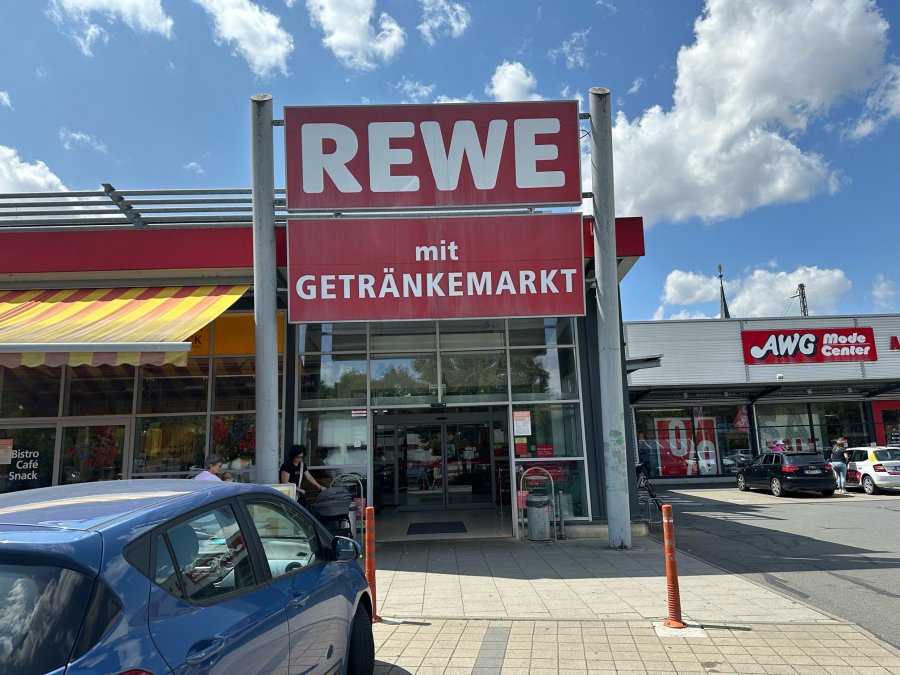 REWE
mit
GETRÄNKEMARKT
AWG Mode
Center
Bistro
Café
Snack